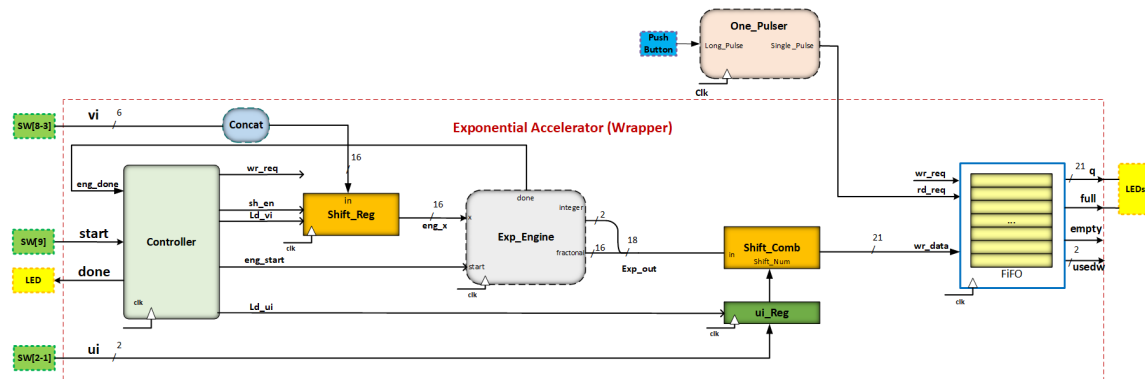 One_Pulser
Push
Button
Long_Pulse
Single_Pulse
Clk
SW[8-3]
vi
6
Concat
Exponential Accelerator (Wrapper)
16
wr_req
eng_done
sh_en
Ld_vi
in
Shift_Reg
clk
16
eng_x
x
done
integer
2
Exp_Engine
fractonal
16
18
Exp_out
start
clk
SW[9]
start
Controller
eng_start
LED
done
clk
Ld_ui
Shift_Comb
in
Shift_Num
21
wr_data
ui_Reg
clk
wr_req
rd_req
...
FiFO
clk
21
q
full
empty
2
usedw
LEDs
SW[2-1]
ui
2